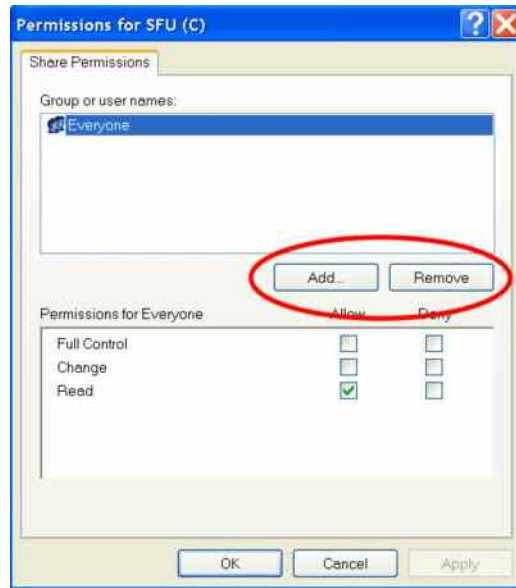 Permissions for SFU (C)
Share Permissions
Group or user names:
Everyone
Add...
Remove
Permissions for Everyone
Allow
Deny
Full Control
Change
Read
OK
Cancel
Apply